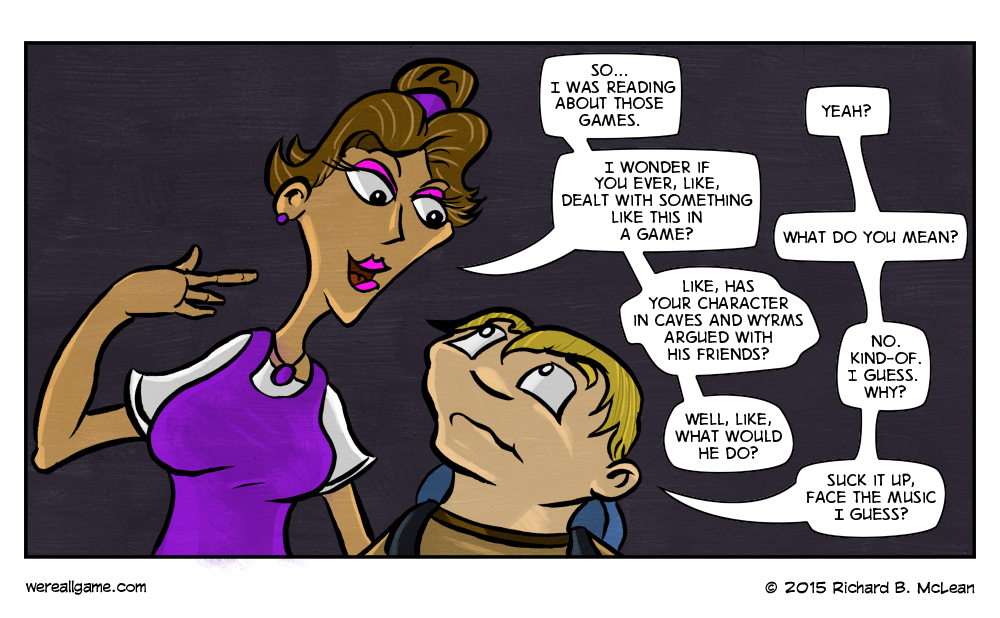 SO...
I WAS READING
ABOUT THOSE
GAMES.
YEAH?
I WONDER IF
YOU EVER, LIKE,
DEALT WITH SOMETHING
LIKE THIS IN
A GAME?
WHAT DO YOU MEAN?
LIKE, HAS
YOUR CHARACTER
IN CAVES AND WYRMS
ARGUED WITH
HIS FRIENDS?
NO.
KIND-OF.
I GUESS.
WHY?
WELL, LIKE,
WHAT WOULD
HE DO?
SUCK IT UP,
FACE THE MUSIC
I GUESS?
wereallgame.com
© 2015 Richard B. McLean